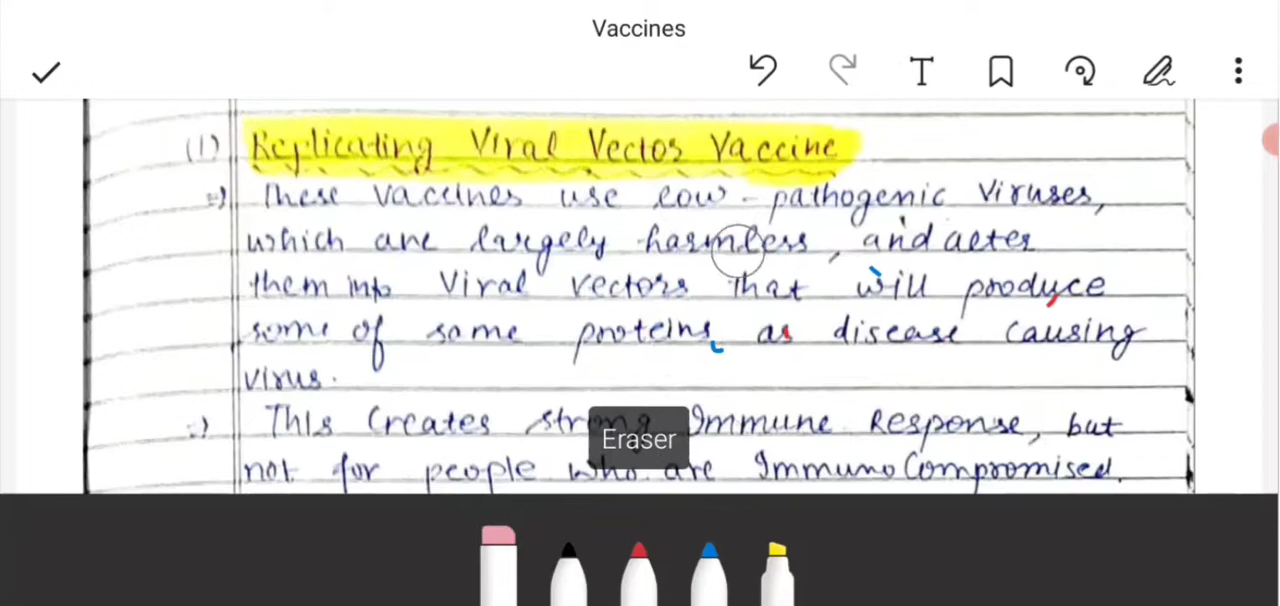 Vaccines
T
(1) Replicating Viral Vector Vaccine
=) These vaccines use low - pathogenic Viruses,
which are largely harmless, and alter
them into Viral vectors that will produce
some of same proteins as disease causing
virus.
:) This Creates strong Immune Response, but
Eraser
not for people who are Immuno Compromised.